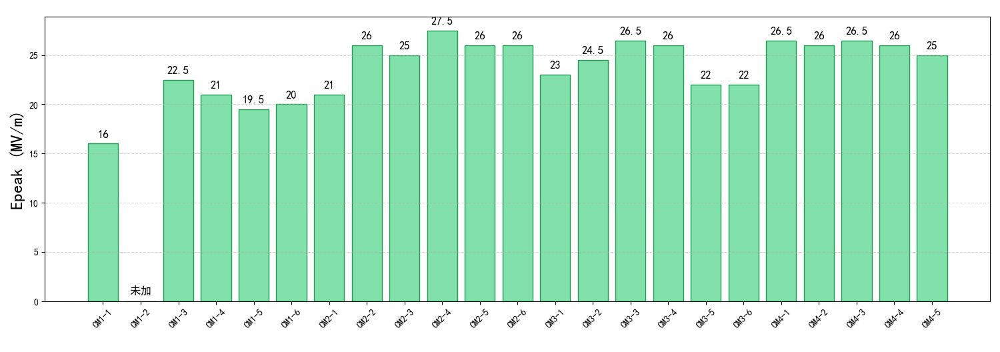 Epeak (MV/m)
25
20
15
10
5
0
16
未加
22.5
21
19.5
20
21
26
25
27.5
26
26
23
24.5
26.5
26
22
22
26.5
26
26.5
26
25
CM1-1
CM1-2
CM1-3
CM1-4
CM1-5
CM1-6
CM2-1
CM2-2
CM2-3
CM2-4
CM2-5
CM2-6
CM3-1
CM3-2
CM3-3
CM3-4
CM3-5
CM3-6
CM4-1
CM4-2
CM4-3
CM4-4
CM4-5